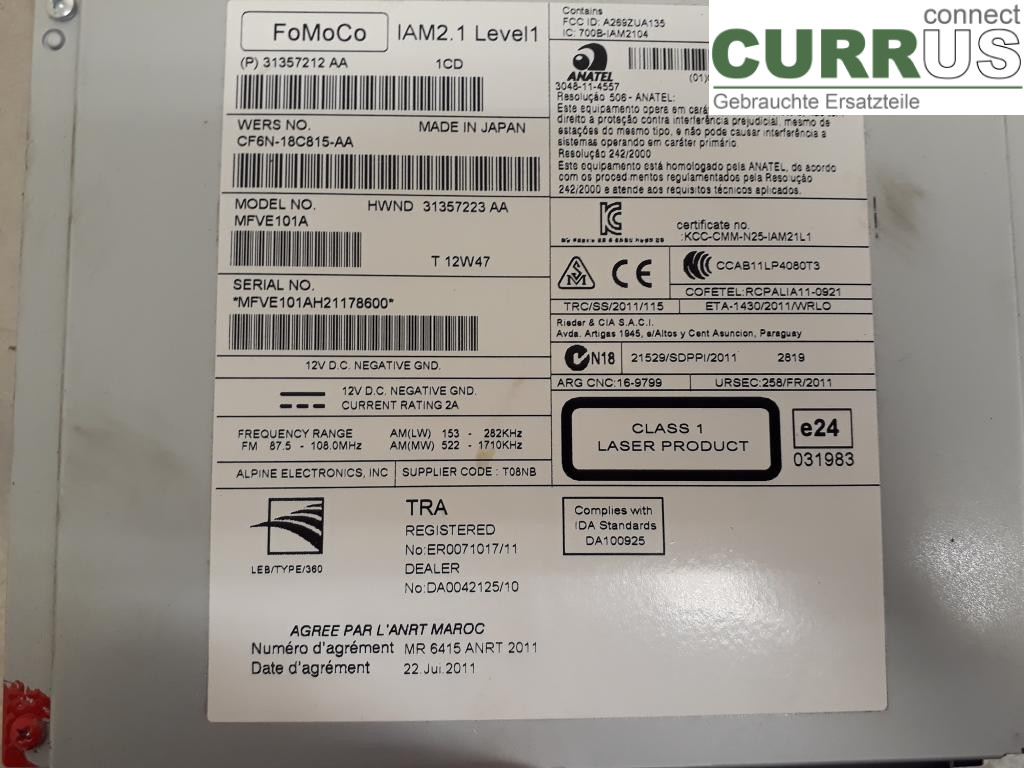 connect
CURRUS
Gebrauchte Ersatzteile
FoMoCo
IAM2.1 Level1
(P) 31357212 AA 1CD
WERS NO. MADE IN JAPAN
CF6N-18C815-AA
MODEL NO. HWND 31357223 AA
MFVE101A
T 12W47
SERIAL NO.
*MFVE101AH21178600*
12V D.C. NEGATIVE GND.
12V D.C. NEGATIVE GND.
CURRENT RATING 2A
FREQUENCY RANGE AM(LW) 153 - 282KHz
FM 87.5 - 108.0MHz AM(MW) 522 - 1710KHz
ALPINE ELECTRONICS, INC SUPPLIER CODE : T08NB
Contains
FCC ID: A269ZUA135
IC: 700B-IAM2104
ANATEL
(01)
3048-11-4557
Resolução 506 - ANATEL:
Este equipamento opera em
direito a proteção contra interferência prejudicial, mesmo de
estações do mesmo tipo, e não pode causar interferência a
sistemas operando em caráter primário.
Resolução 242/2000
Este equipamento está homologado pela ANATEL, de acordo
com os procedimentos regulamentados pela Resolução
242/2000 e atende aos requisitos técnicos aplicados.
certificate no.
:KCC-CMM-N25-IAM21L1
CE
CCAB11LP4080T3
COFETEL:RCPALIA11-0921
TRC/SS/2011/115 ETA-1430/2011/WRLO
Rieder & CIA S.A.C.I.
Avda. Artigas 1945, e/Altos y Cent Asuncion, Paraguay
N18 21529/SDPPI/2011 2819
ARG CNC:16-9799 URSEC:258/FR/2011
CLASS 1
LASER PRODUCT
e24
031983
LEB/TYPE/360
TRA
REGISTERED
No:ER0071017/11
DEALER
No:DA0042125/10
Complies with
IDA Standards
DA100925
AGREE PAR L'ANRT MAROC
Numéro d'agrément MR 6415 ANRT 2011
Date d'agrément 22.Jui.2011